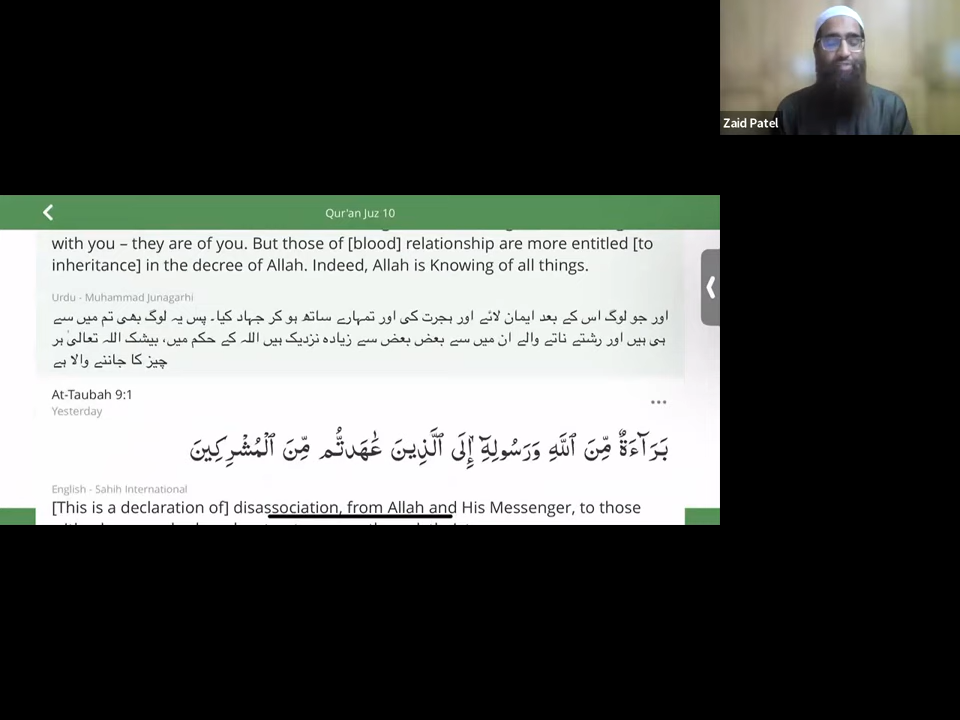 Zaid Patel
Qur'an Juz 10
with you – they are of you. But those of [blood] relationship are more entitled [to
inheritance] in the decree of Allah. Indeed, Allah is Knowing of all things.
Urdu - Muhammad Junagarhi
اور جو لوگ اس کے بعد ایمان لائے اور ہجرت کی اور تمہارے ساتھ ہو کر جہاد کیا۔ پس یہ لوگ بھی تم میں سے
ہی ہیں اور رشتے ناتے والے ان میں سے بعض بعض سے زیادہ نزدیک ہیں اللہ کے حکم میں، بیشک اللہ تعالیٰ ہر
چیز کا جاننے والا ہے
At-Taubah 9:1
Yesterday
بَرَآءَةٌ مِّنَ ٱللَّهِ وَرَسُولِهِۦٓ إِلَى ٱلَّذِينَ عَٰهَدتُّم مِّنَ ٱلْمُشْرِكِينَ
English - Sahih International
[This is a declaration of] disassociation, from Allah and His Messenger, to those